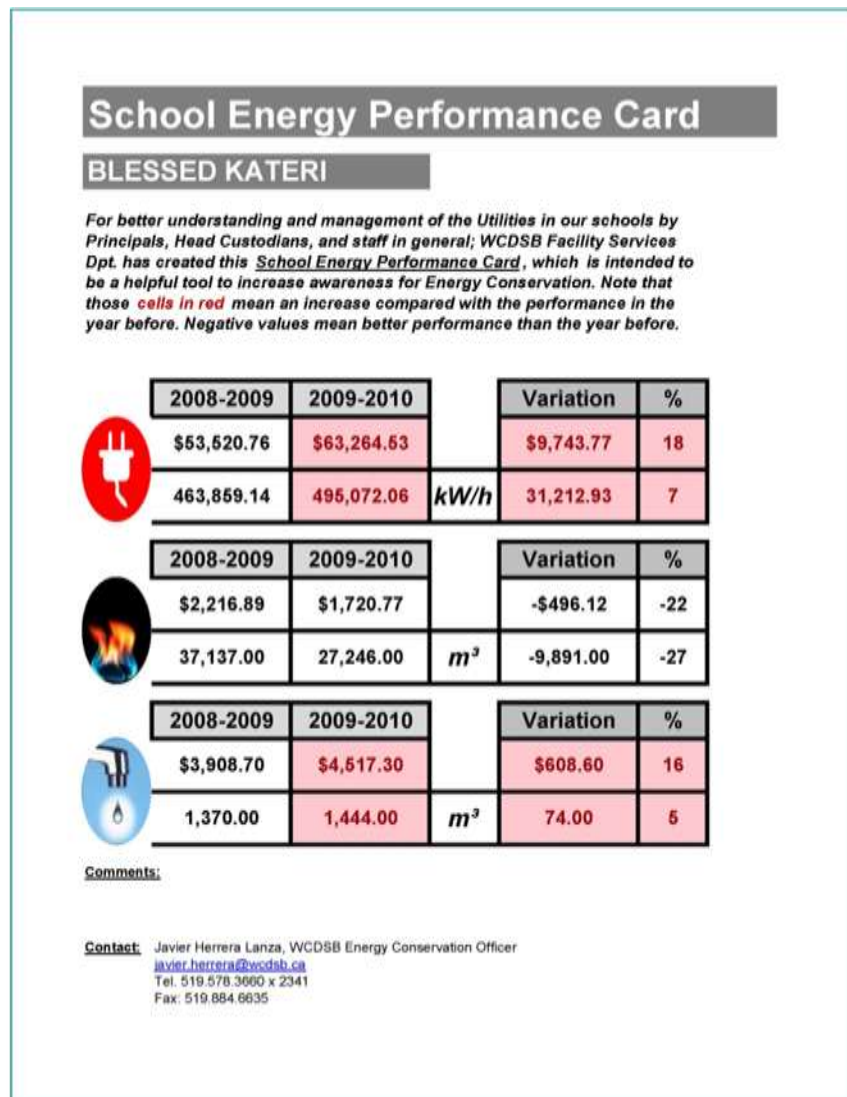 School Energy Performance Card
BLESSED KATERI
For better understanding and management of the Utilities in our schools by
Principals, Head Custodians, and staff in general; WCDSB Facility Services
Dpt. has created this School Energy Performance Card, which is intended to
be a helpful tool to increase awareness for Energy Conservation. Note that
those cells in red mean an increase compared with the performance in the
year before. Negative values mean better performance than the year before.
2008-2009 2009-2010 Variation %
$53,520.76 $63,264.53 $9,743.77 18
463,859.14 495,072.06 kW/h 31,212.93 7
2008-2009 2009-2010 Variation %
$2,216.89 $1,720.77 -$496.12 -22
37,137.00 27,246.00 m³ -9,891.00 -27
2008-2009 2009-2010 Variation %
$3,908.70 $4,517.30 $608.60 16
1,370.00 1,444.00 m³ 74.00 5
Comments:
Contact: Javier Herrera Lanza, WCDSB Energy Conservation Officer
javier.herrera@wcdsb.ca
Tel. 519.578.3660 x 2341
Fax: 519.884.6635